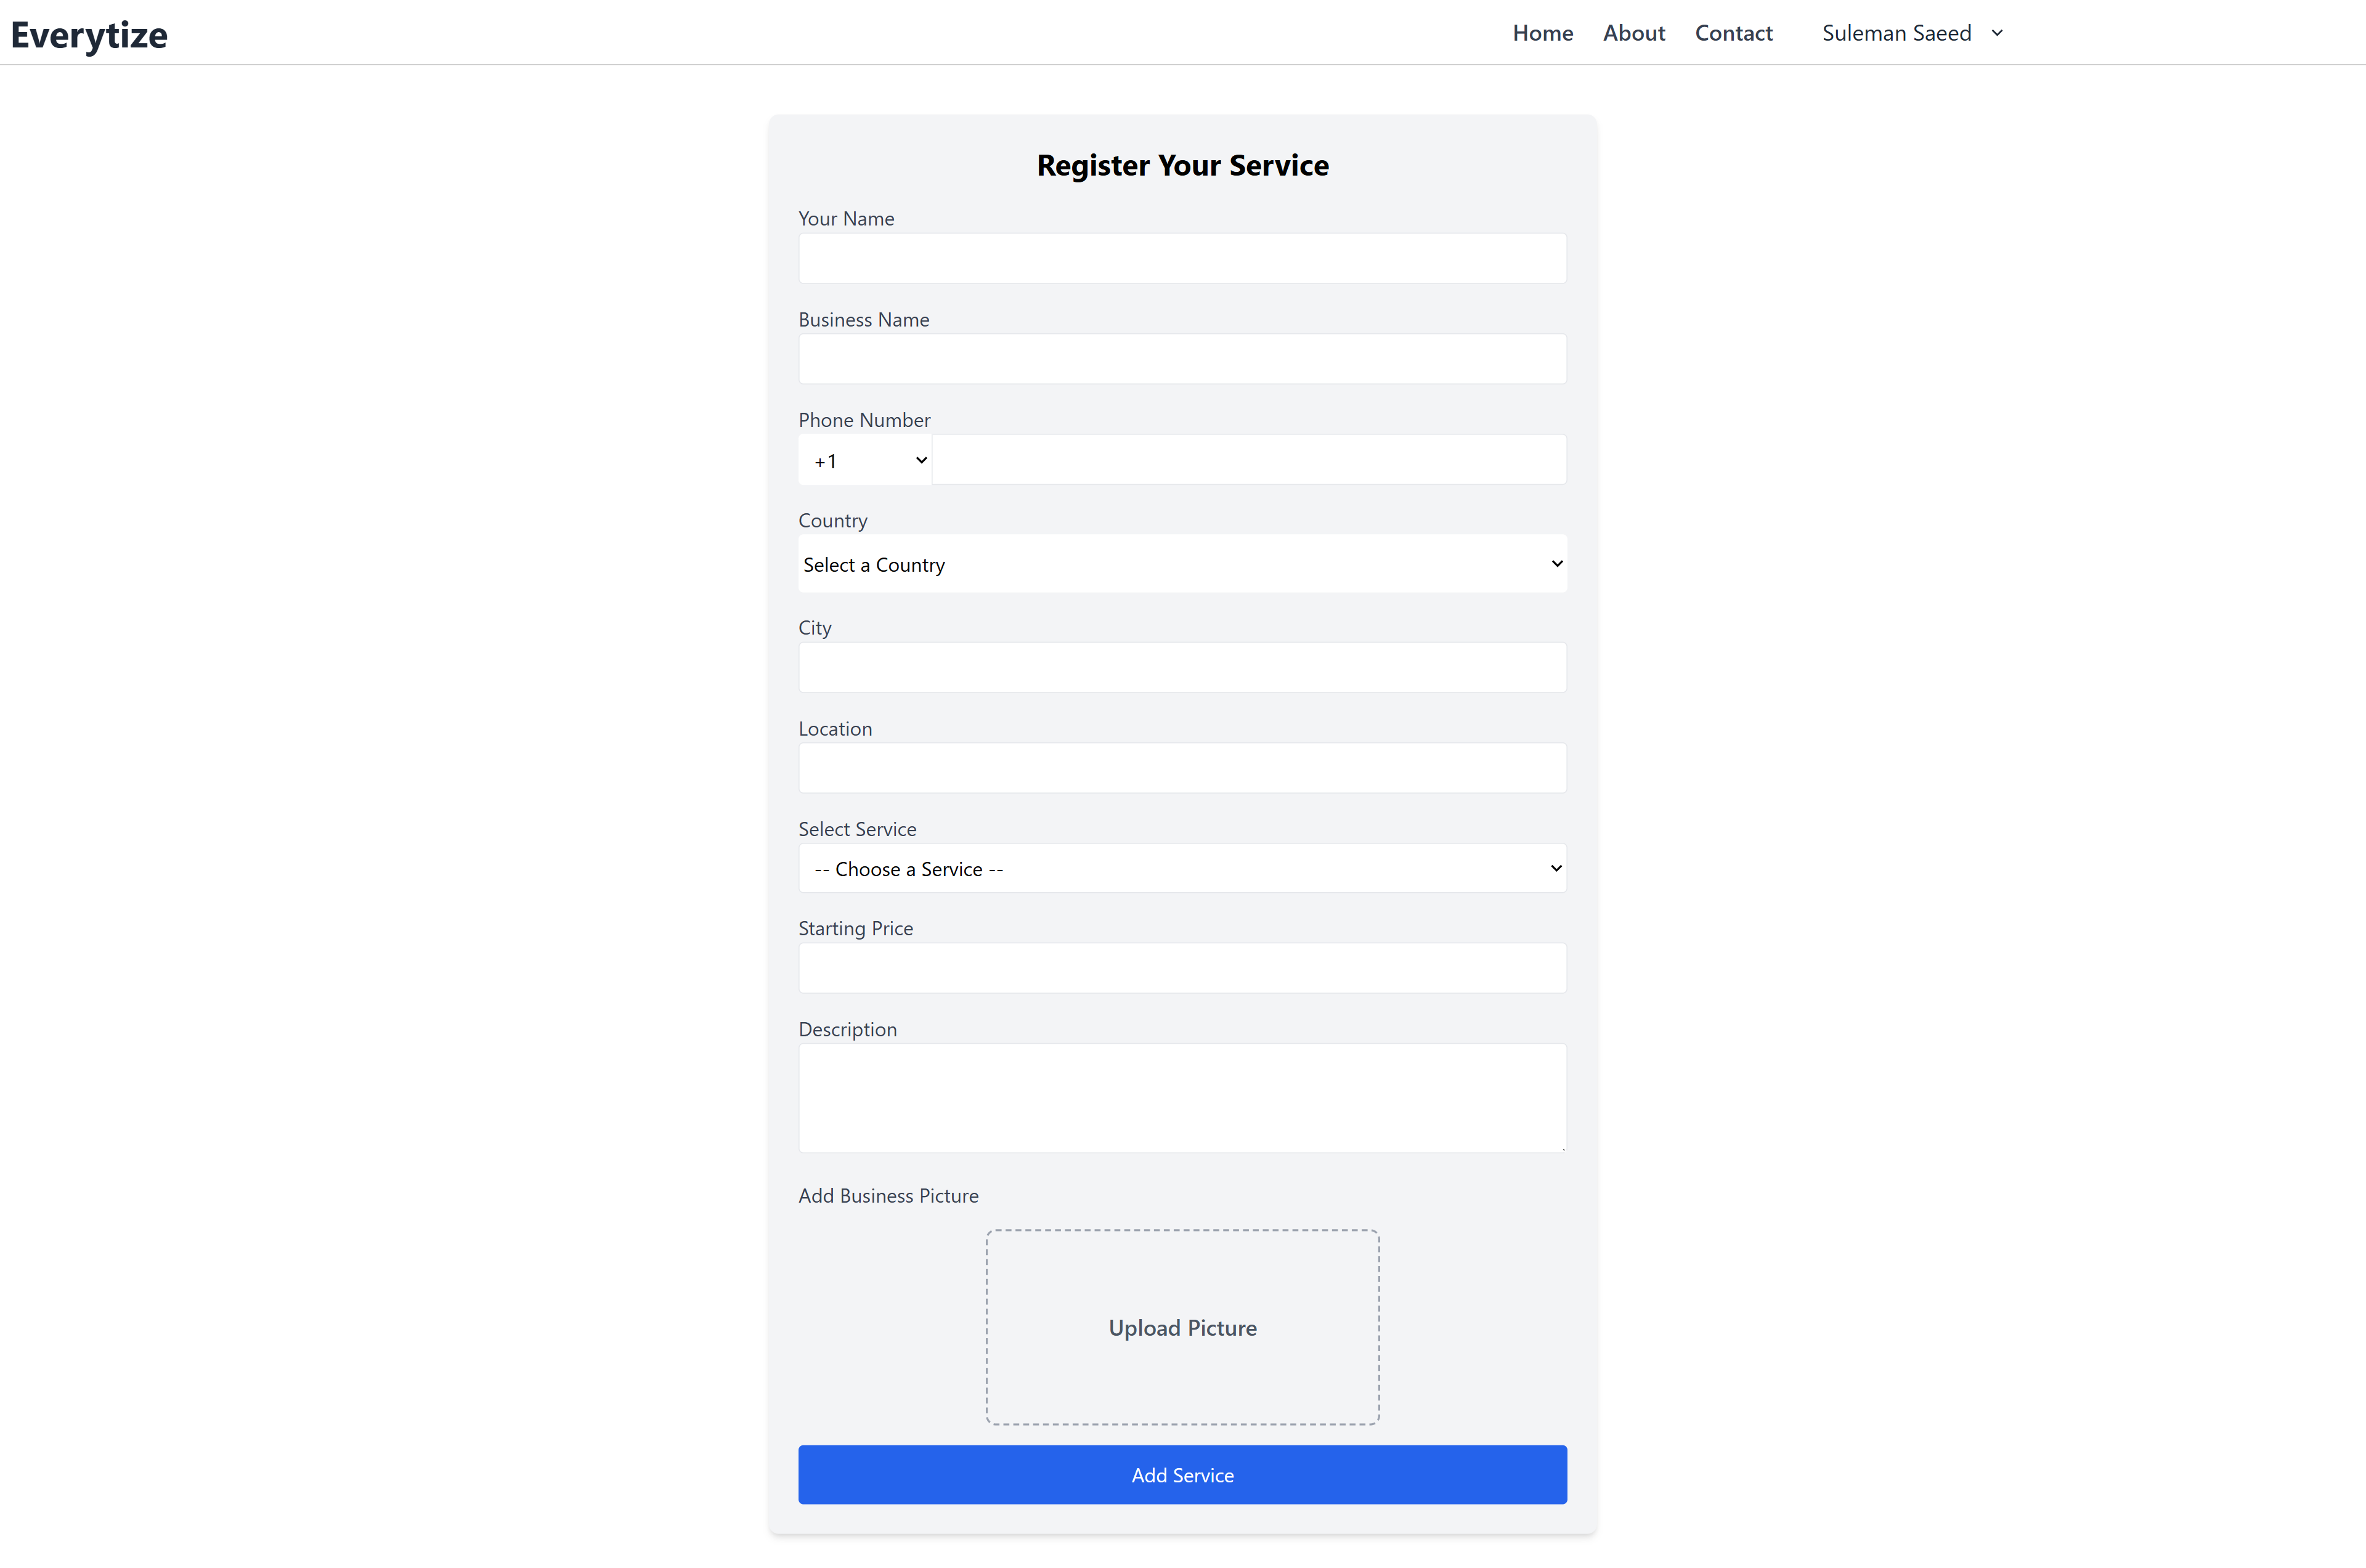 Everytize
Home About Contact Suleman Saeed
Register Your Service
Your Name
Business Name
Phone Number
+1
Country
Select a Country
City
Location
Select Service
-- Choose a Service --
Starting Price
Description
Add Business Picture
Upload Picture
Add Service